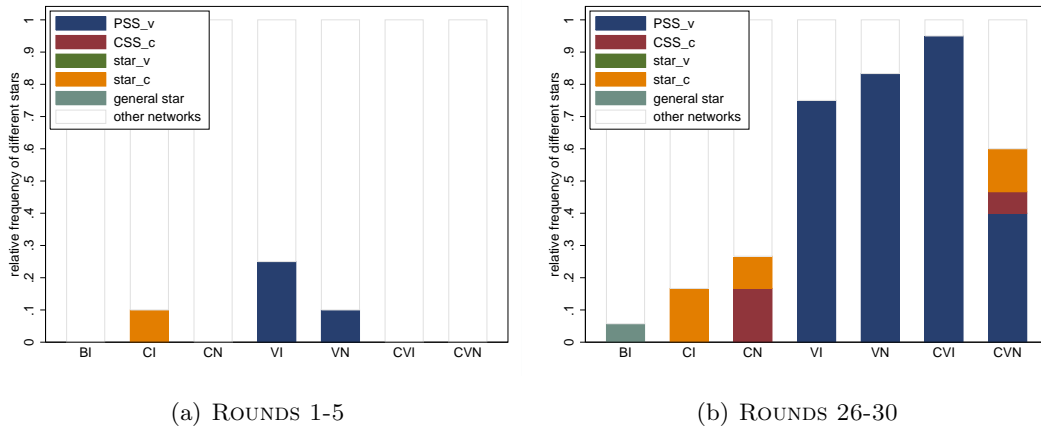 relative frequency of different stars
1
.9
.8
.7
.6
.5
.4
.3
.2
.1
0
PSS_v
CSS_c
star_v
star_c
general star
other networks
BI CI CN VI VN CVI CVN
(a) ROUNDS 1-5
relative frequency of different stars
1
.9
.8
.7
.6
.5
.4
.3
.2
.1
0
PSS_v
CSS_c
star_v
star_c
general star
other networks
BI CI CN VI VN CVI CVN
(b) ROUNDS 26-30